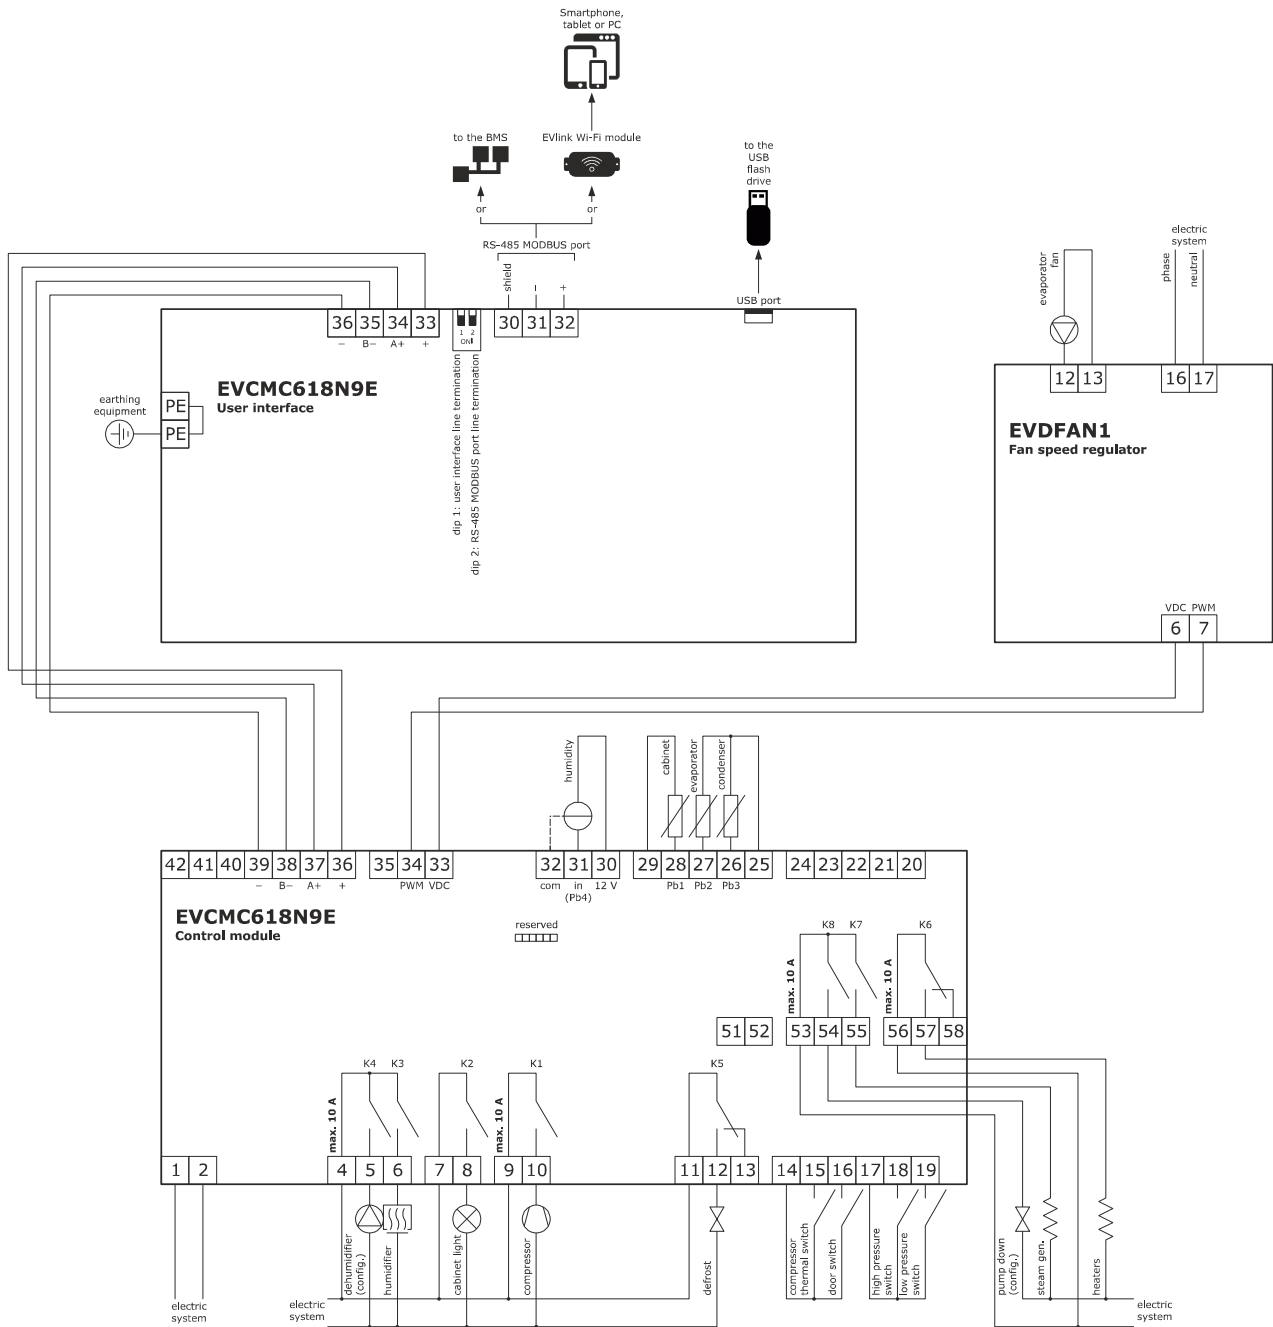 Smartphone,
tablet or PC
to the BMS
EVlink Wi-Fi module
to the
USB
flash
drive
or
or
RS-485 MODBUS port
shield
−
+
USB port
36 35 34 33
− B− A+ +
1 2
ON
30 31 32
dip 1: user interface line termination
dip 2: RS-485 MODBUS port line termination
EVCMC618N9E
User interface
earthing
equipment
PE
PE
electric
system
evaporator
fan
phase
neutral
12 13 16 17
EVDFAN1
Fan speed regulator
VDC PWM
6 7
humidity
cabinet
evaporator
condenser
42 41 40 39 38 37 36 35 34 33 32 31 30 29 28 27 26 25 24 23 22 21 20
− B− A+ + PWM VDC com in 12 V Pb1 Pb2 Pb3
(Pb4)
EVCMC618N9E
Control module
reserved
K8 K7 K6
max. 10 A
max. 10 A
51 52 53 54 55 56 57 58
K4 K3 K2 K1 K5
max. 10 A
max. 10 A
1 2 4 5 6 7 8 9 10 11 12 13 14 15 16 17 18 19
dehumidifier
(config.)
humidifier
cabinet light
compressor
defrost
compressor
thermal switch
door switch
high pressure
switch
low pressure
switch
pump down
(config.)
steam gen.
heaters
electric
system
electric
system
electric
system